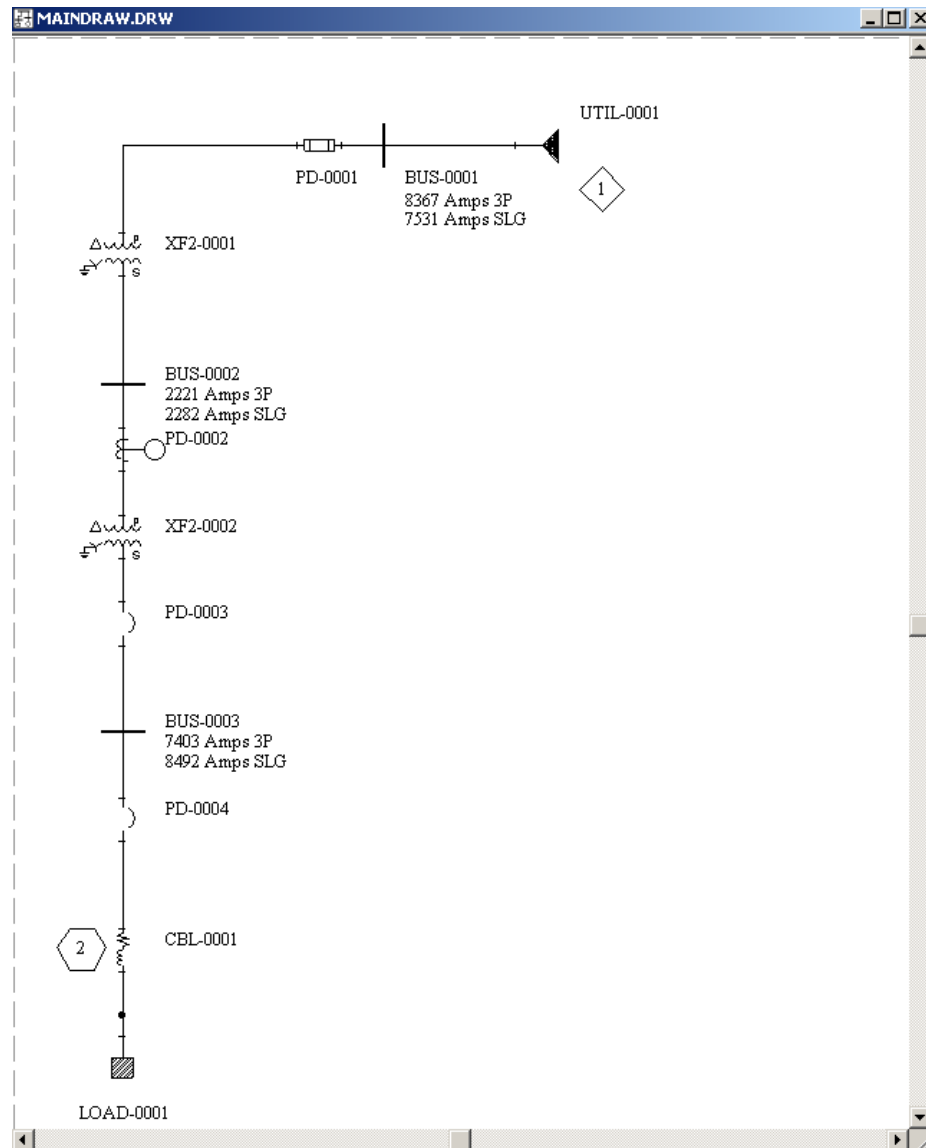 MAINDRAW.DRW
UTIL-0001
PD-0001
BUS-0001
8367 Amps 3P
7531 Amps SLG
1
XF2-0001
Δ
P
S
BUS-0002
2221 Amps 3P
2282 Amps SLG
PD-0002
XF2-0002
Δ
P
S
PD-0003
BUS-0003
7403 Amps 3P
8492 Amps SLG
PD-0004
CBL-0001
2
LOAD-0001